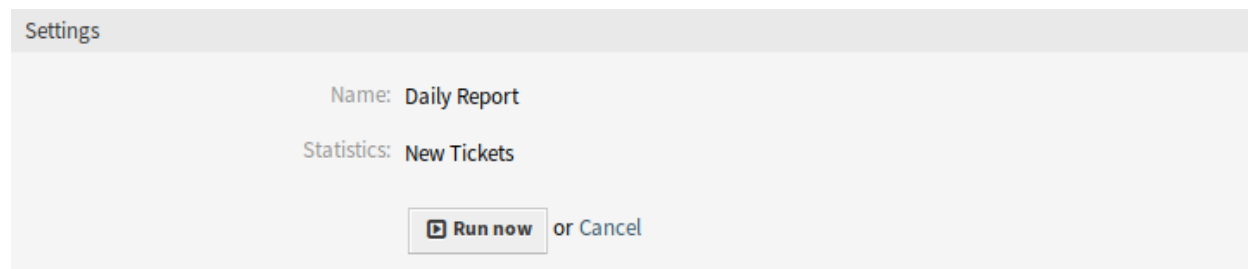 Settings
Name: Daily Report
Statistics: New Tickets
Run now or Cancel